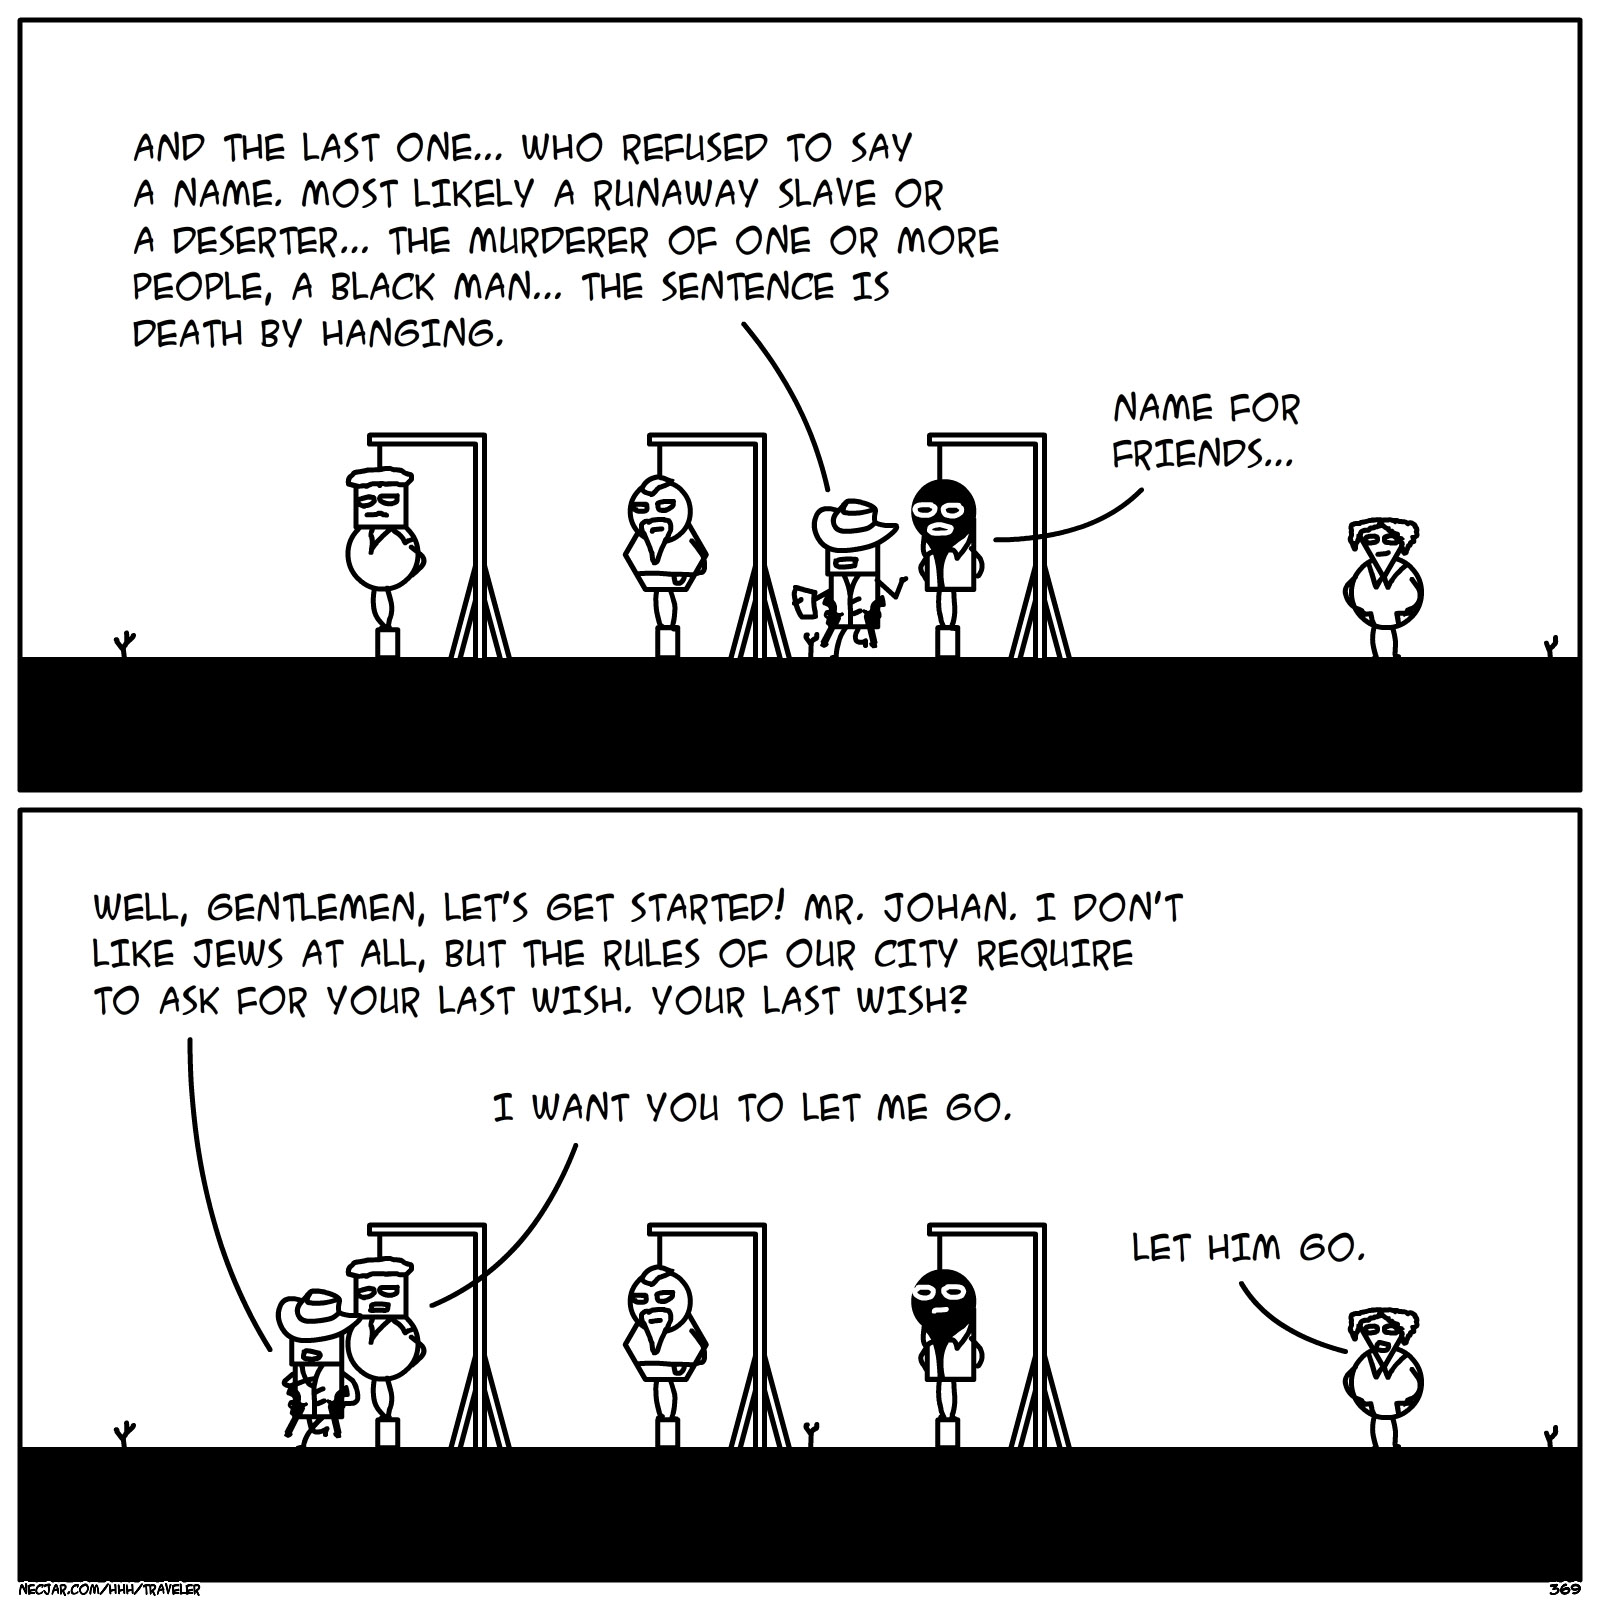 AND THE LAST ONE... WHO REFUSED TO SAY
A NAME. MOST LIKELY A RUNAWAY SLAVE OR
A DESERTER... THE MURDERER OF ONE OR MORE
PEOPLE, A BLACK MAN... THE SENTENCE IS
DEATH BY HANGING.
NAME FOR
FRIENDS...
WELL, GENTLEMEN, LET'S GET STARTED! MR. JOHAN. I DON'T
LIKE JEWS AT ALL, BUT THE RULES OF OUR CITY REQUIRE
TO ASK FOR YOUR LAST WISH. YOUR LAST WISH?
I WANT YOU TO LET ME GO.
LET HIM GO.
NECJAR.COM/HHH/TRAVELER
369